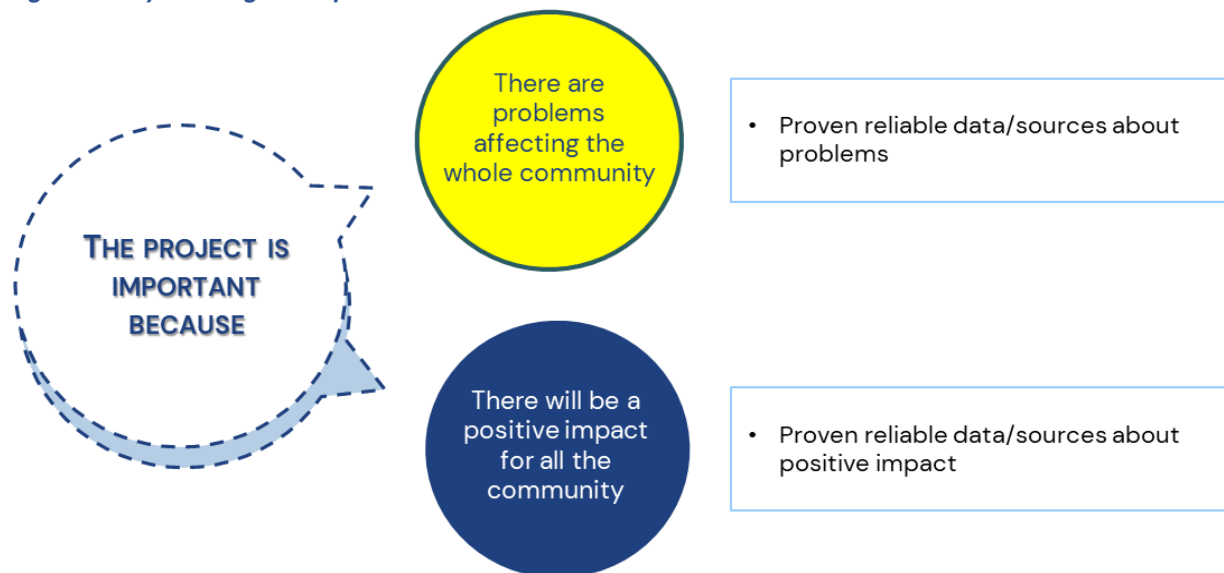 THE PROJECT IS
IMPORTANT
BECAUSE
There are
problems
affecting the
whole community
• Proven reliable data/sources about
problems
There will be a
positive impact
for all the
community
• Proven reliable data/sources about
positive impact